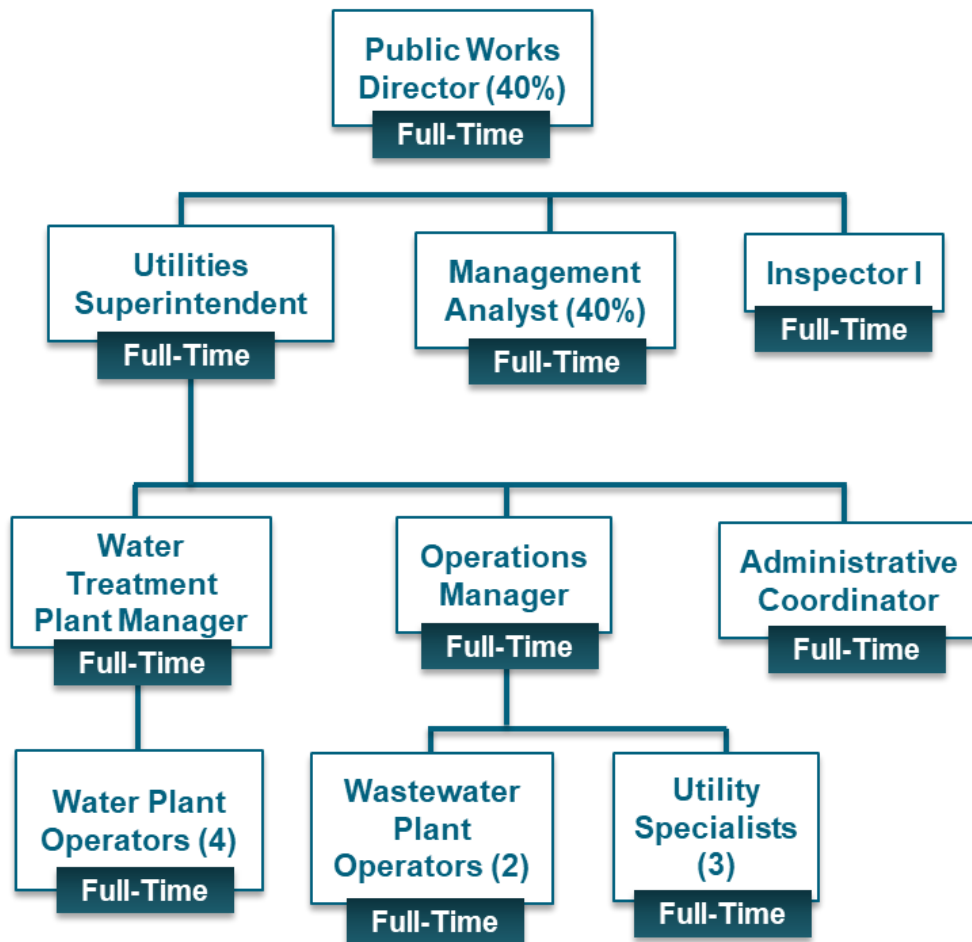 Public Works
Director (40%)
Full-Time
Utilities
Superintendent
Full-Time
Management
Analyst (40%)
Full-Time
Inspector I
Full-Time
Water
Treatment
Plant Manager
Full-Time
Operations
Manager
Full-Time
Administrative
Coordinator
Full-Time
Water Plant
Operators (4)
Full-Time
Wastewater
Plant
Operators (2)
Full-Time
Utility
Specialists
(3)
Full-Time